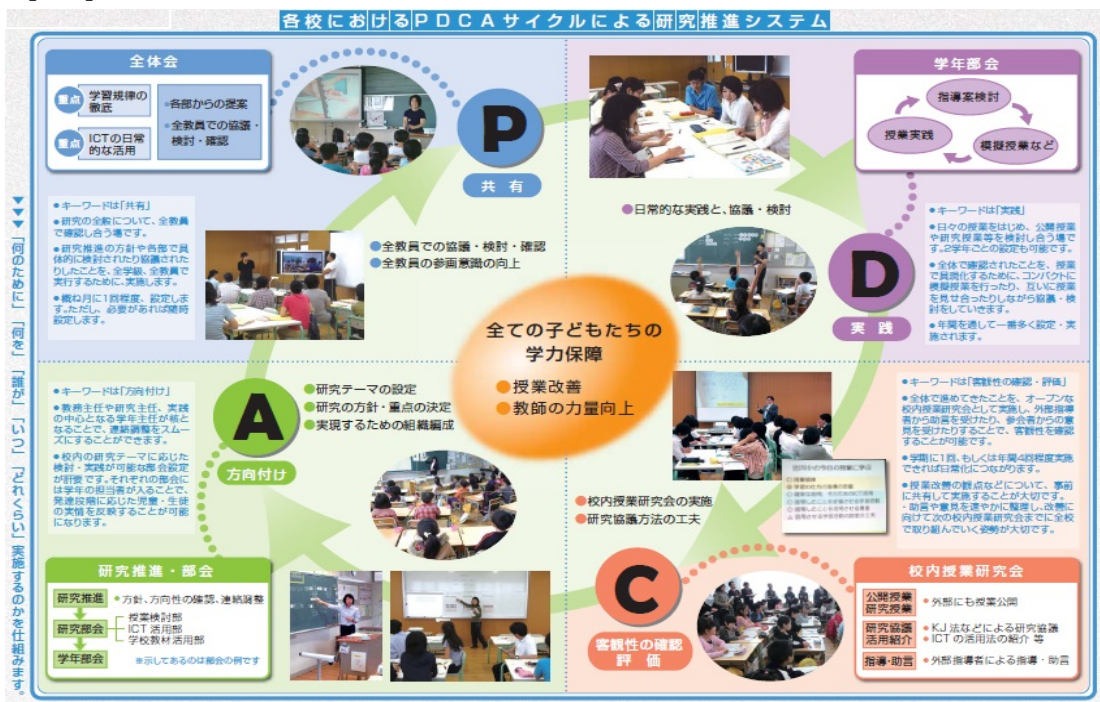 各校におけるPDCAサイクルによる研究推進システム
▼▼▼「何のために」「何を」「誰が」「いつ」「どれくらい」実施するのかを仕組みます。
全体会
重点 学習規律の
徹底
重点 ICTの日常
的な活用
●各部からの提案
●全教員での協議・
検討・確認
P
共有
●キーワードは「共有」
●研究の全般について、全教員
で確認し合う場です。
●研究推進の方針や各部で具
体的に検討されたり協議された
りしたことを、全学級、全教員で
実行するために、実施します。
●概ね月に1回程度、設定しま
す。ただし、必要があれば随時
設定します。
●全教員での協議・検討・確認
●全教員の参画意識の向上
学年部会
指導案検討
授業実践
模擬授業など
●日常的な実践と、協議・検討
D
実践
●キーワードは「実践」
●日々の授業をはじめ、公開授業
や研究授業等を検討し合う場で
す。2学年ごとの設定も可能です。
●全体で確認されたことを、授業
で具現化するために、コンパクトに
模擬授業を行ったり、互いに授業
を見せ合ったりしながら協議・検
討をしていきます。
●年間を通して一番多く設定・実
施されます。
全ての子どもたちの
学力保障
●授業改善
●教師の力量向上
●キーワードは「方向付け」
●教務主任や研究主任、実践
の中心となる学年主任が核と
なることで、連絡調整をスムー
ズにすることができます。
●校内の研究テーマに応じた
検討・実践が可能な部会設定
が肝要です。それぞれの部会に
は学年の担当者が入ることで、
発達段階に応じた児童・生徒
の実情を反映することが可能
になります。
A
方向付け
●研究テーマの設定
●研究の方針・重点の決定
●実現するための組織編成
研究推進・部会
研究推進 ●方針、方向性の確認、連絡調整
研究部会
授業検討部
ICT活用部
学校教材活用部
学年部会 ※示してあるのは部会の例です
●校内授業研究会の実施
●研究協議方法の工夫
C
客観性の確認
評価
●キーワードは「客観性の確認・評価」
●全体で進めてきたことを、オープンな
校内授業研究会として実施し、外部指導
者から助言を受けたり、参会者からの意
見を受けたりすることで、客観性を確認
することが可能です。
●学期に1回、もしくは年間4回程度実施
できれば日常化につながります。
●授業改善の観点などについて、事前
に共有して実施することが大切です。
・助言や意見を速やかに整理し、改善に
向けて次の校内授業研究会までに全校
で取り組んでいく姿勢が大切です。
校内授業研究会
公開授業
研究授業 ●外部にも授業公開
研究協議
活用紹介 ●KJ法などによる研究協議
●ICTの活用法の紹介 等
指導・助言 ●外部指導者による指導・助言